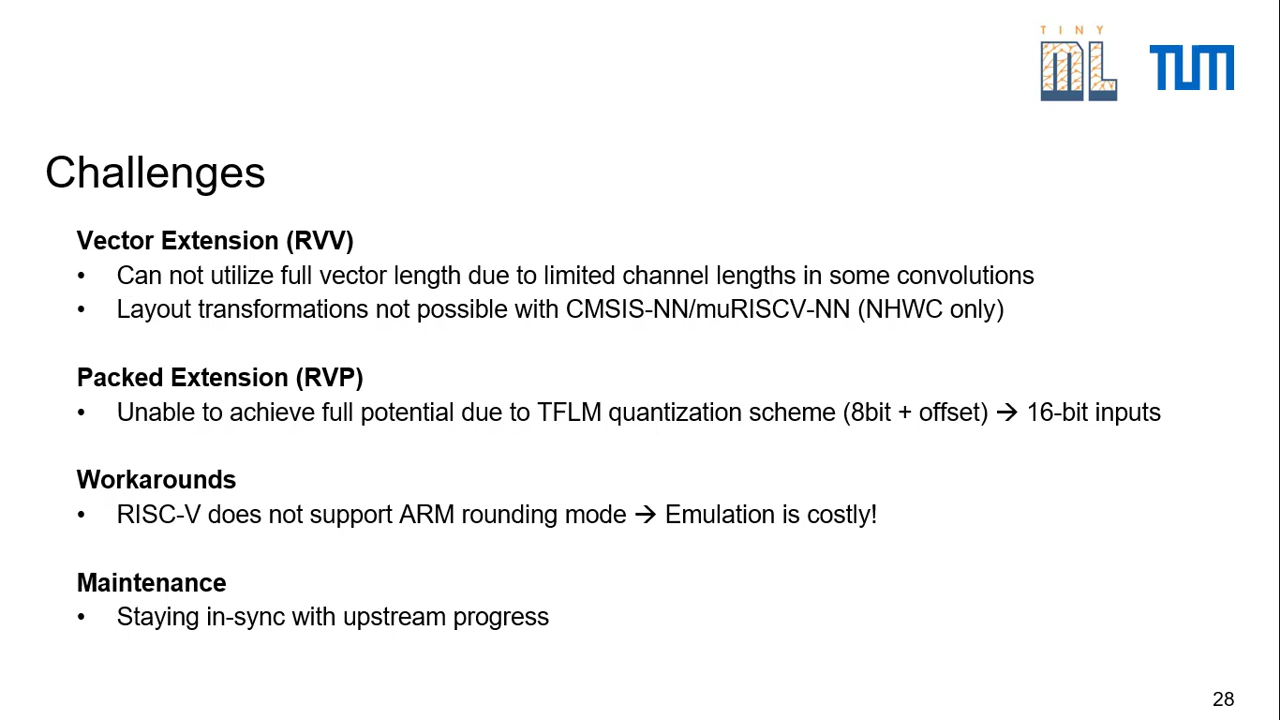 TINY
ML
TUM
Challenges
Vector Extension (RVV)
• Can not utilize full vector length due to limited channel lengths in some convolutions
• Layout transformations not possible with CMSIS-NN/muRISCV-NN (NHWC only)
Packed Extension (RVP)
• Unable to achieve full potential due to TFLM quantization scheme (8bit + offset) → 16-bit inputs
Workarounds
• RISC-V does not support ARM rounding mode → Emulation is costly!
Maintenance
• Staying in-sync with upstream progress
28